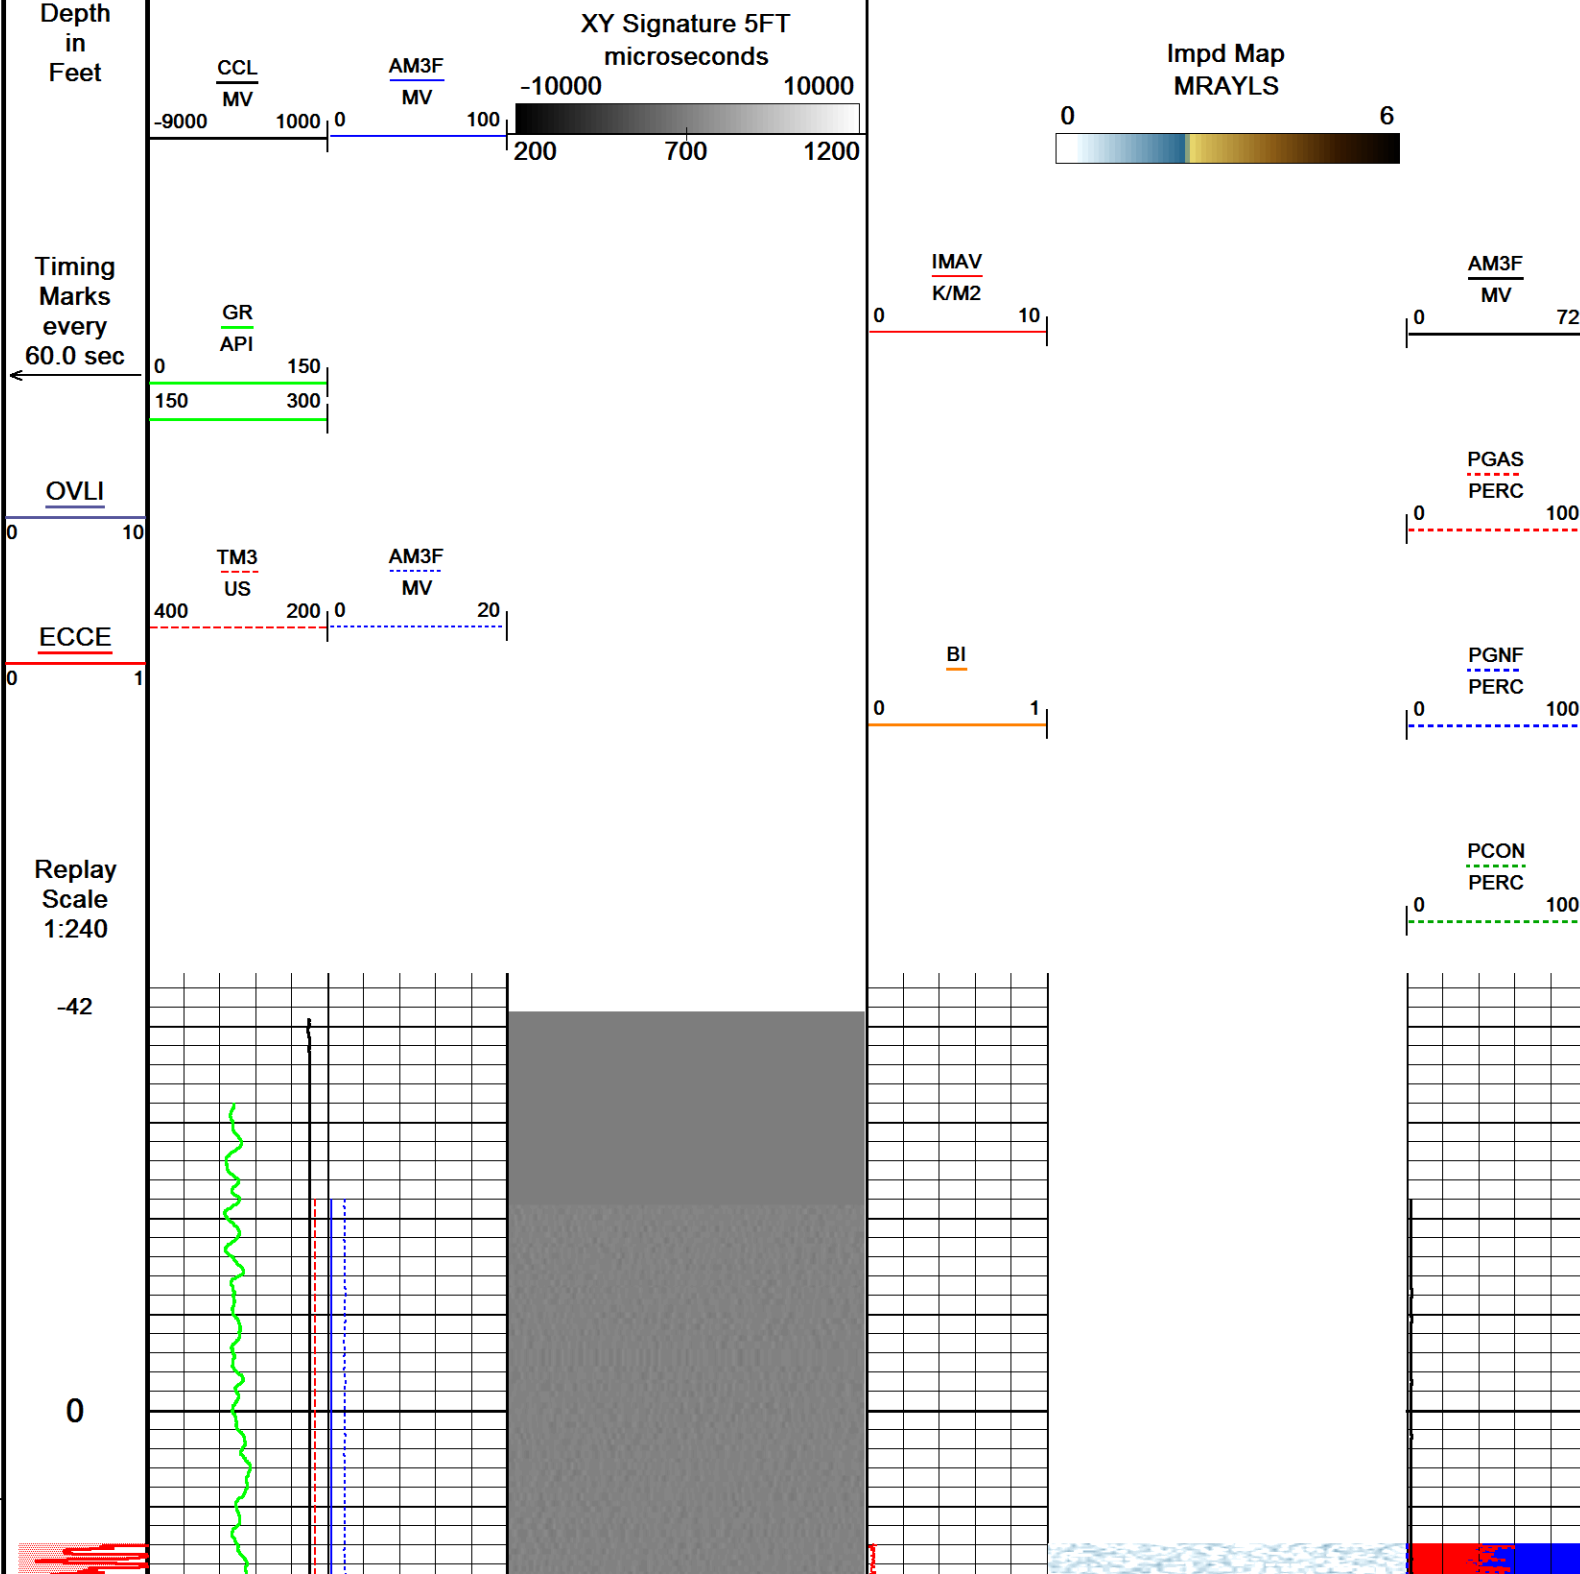 Depth
in
Feet
CCL
MV
-9000 1000
AM3F
MV
0 100
XY Signature 5FT
microseconds
-10000 10000
200 700 1200
Impd Map
MRAYLS
0 6
Timing
Marks
every
60.0 sec
GR
API
0 150
150 300
IMAV
K/M2
0 10
AM3F
MV
0 72
OVLI
0 10
PGAS
PERC
0 100
TM3
US
400 200
AM3F
MV
0 20
ECCE
0 1
BI
0 1
PGNF
PERC
0 100
Replay
Scale
1:240
PCON
PERC
0 100
-42
0